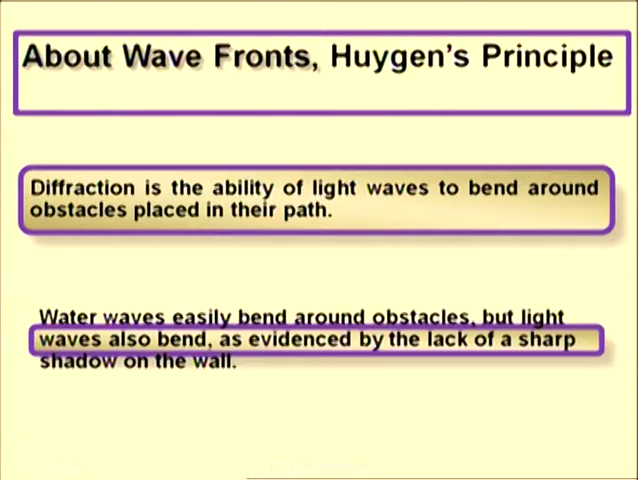 About Wave Fronts, Huygen's Principle
Diffraction is the ability of light waves to bend around
obstacles placed in their path.
Water waves easily bend around obstacles, but light
waves also bend, as evidenced by the lack of a sharp
shadow on the wall.